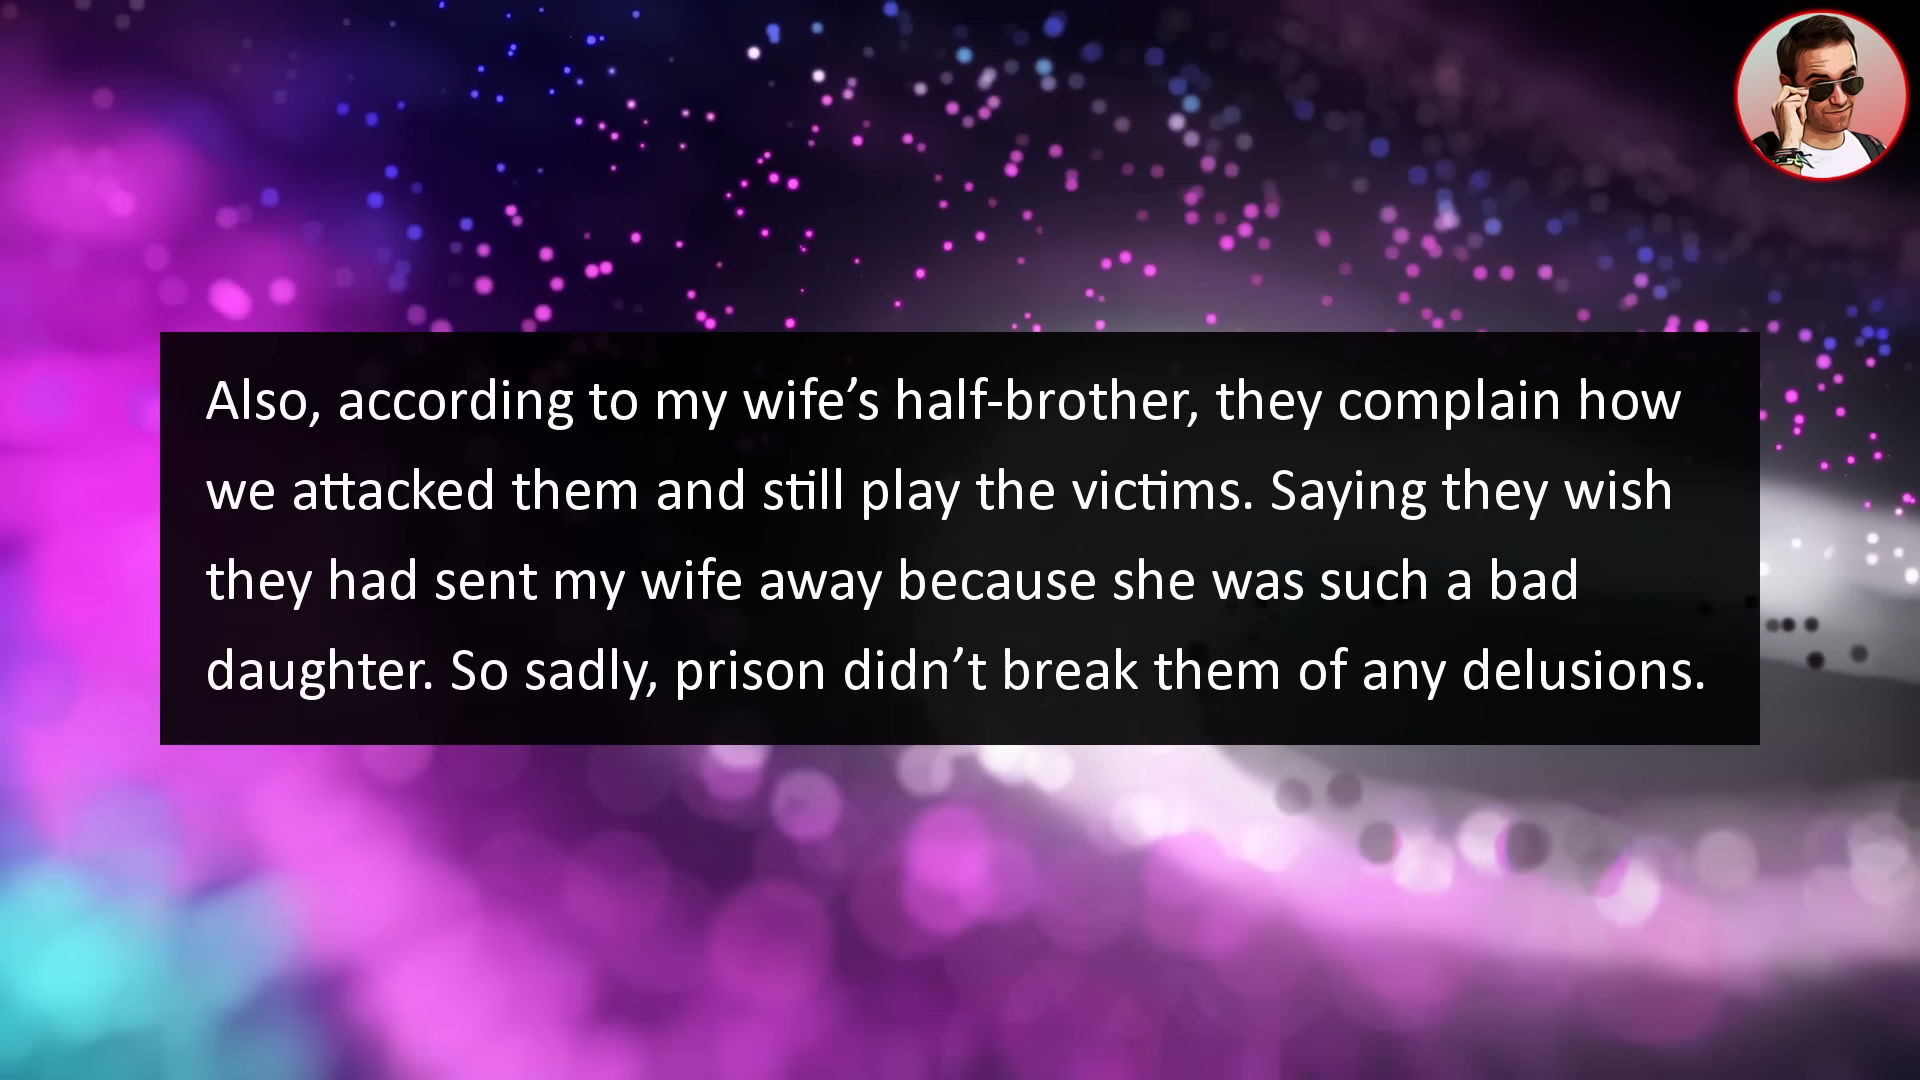 Also, according to my wife’s half-brother, they complain how
we attacked them and still play the victims. Saying they wish
they had sent my wife away because she was such a bad
daughter. So sadly, prison didn’t break them of any delusions.